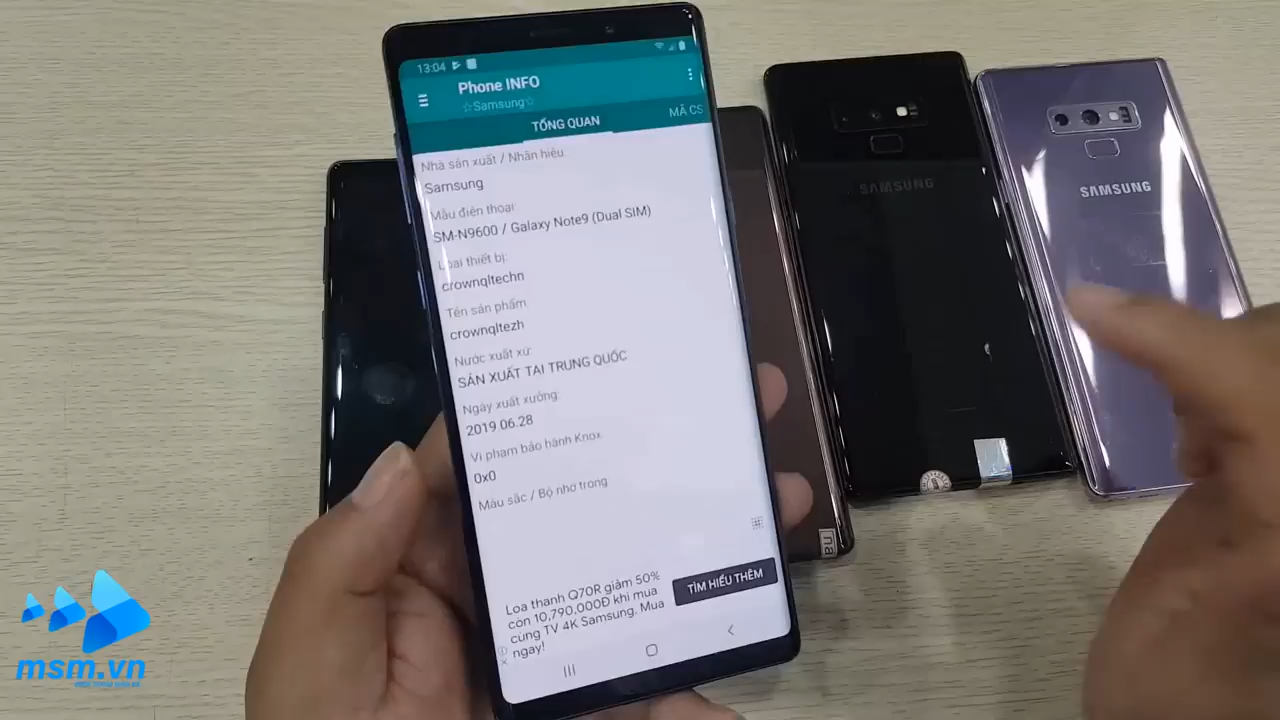 13:04
Phone INFO
☆Samsung☆
TỔNG QUAN
MÃ CS
Nhà sản xuất / Nhãn hiệu:
Samsung
Mẫu điện thoại:
SM-N9600 / Galaxy Note9 (Dual SIM)
Loại thiết bị:
crownqltechn
Tên sản phẩm:
crownqltezh
Nước xuất xứ:
SẢN XUẤT TẠI TRUNG QUỐC
Ngày xuất xưởng:
2019.06.28
Vi phạm bảo hành Knox
0x0
Màu sắc / Bộ nhớ trong
Loa thanh Q70R giảm 50%
còn 10,790,000Đ khi mua
cùng TV 4K Samsung. Mua
ngay!
TÌM HIỂU THÊM
SAMSUNG
SAMSUNG
msm.vn